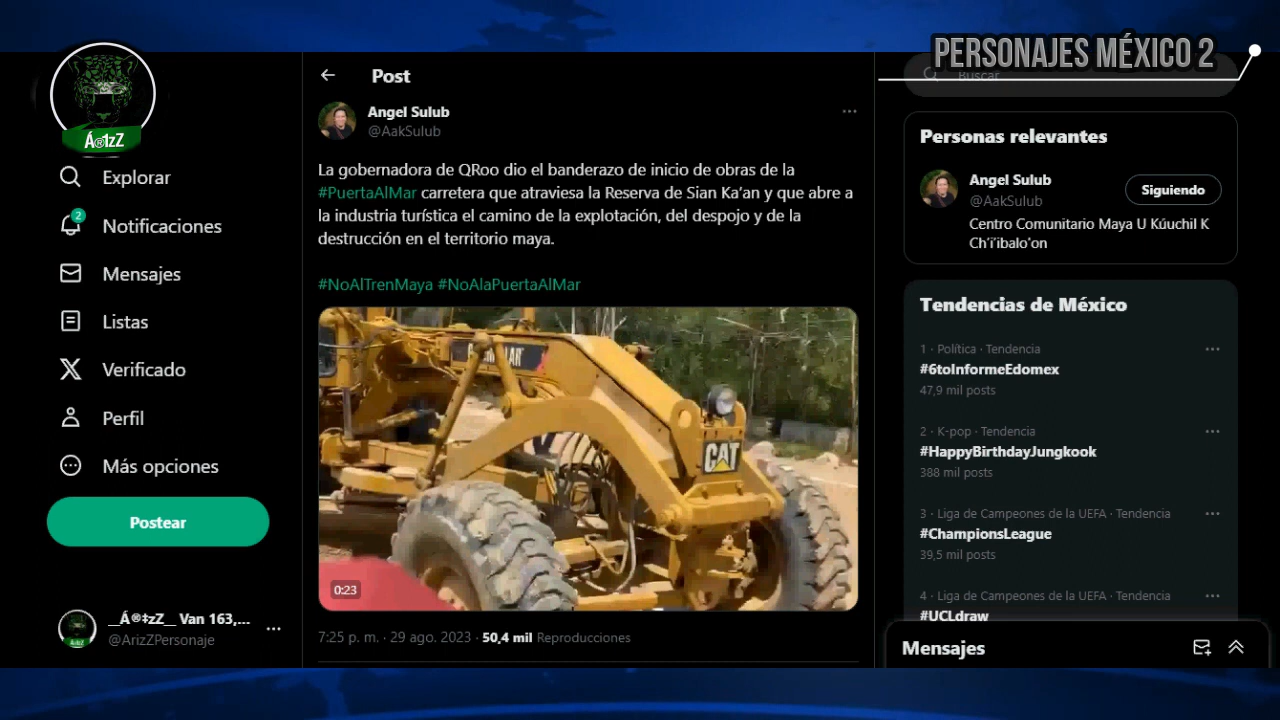 PERSONAJES MÉXICO 2
Á®1zZ
Explorar
2
Notificaciones
Mensajes
Listas
Verificado
Perfil
Más opciones
Postear
__Á®‡zZ__ Van 163,...
@ArizZPersonaje
Post
Angel Sulub
@AakSulub
La gobernadora de QRoo dio el banderazo de inicio de obras de la
#PuertaAlMar carretera que atraviesa la Reserva de Sian Ka’an y que abre a
la industria turística el camino de la explotación, del despojo y de la
destrucción en el territorio maya.
#NoAlTrenMaya #NoAlaPuertaAlMar
CATERPILLAR
CAT
0:23
7:25 p. m. · 29 ago. 2023 · 50,4 mil Reproducciones
Buscar
Personas relevantes
Angel Sulub
@AakSulub
Siguiendo
Centro Comunitario Maya U Kúuchil K
Ch’i’ibalo’on
Tendencias de México
1 · Política · Tendencia
#6toInformeEdomex
47,9 mil posts
2 · K-pop · Tendencia
#HappyBirthdayJungkook
388 mil posts
3 · Liga de Campeones de la UEFA · Tendencia
#ChampionsLeague
39,5 mil posts
4 · Liga de Campeones de la UEFA · Tendencia
#UCLdraw
Mensajes